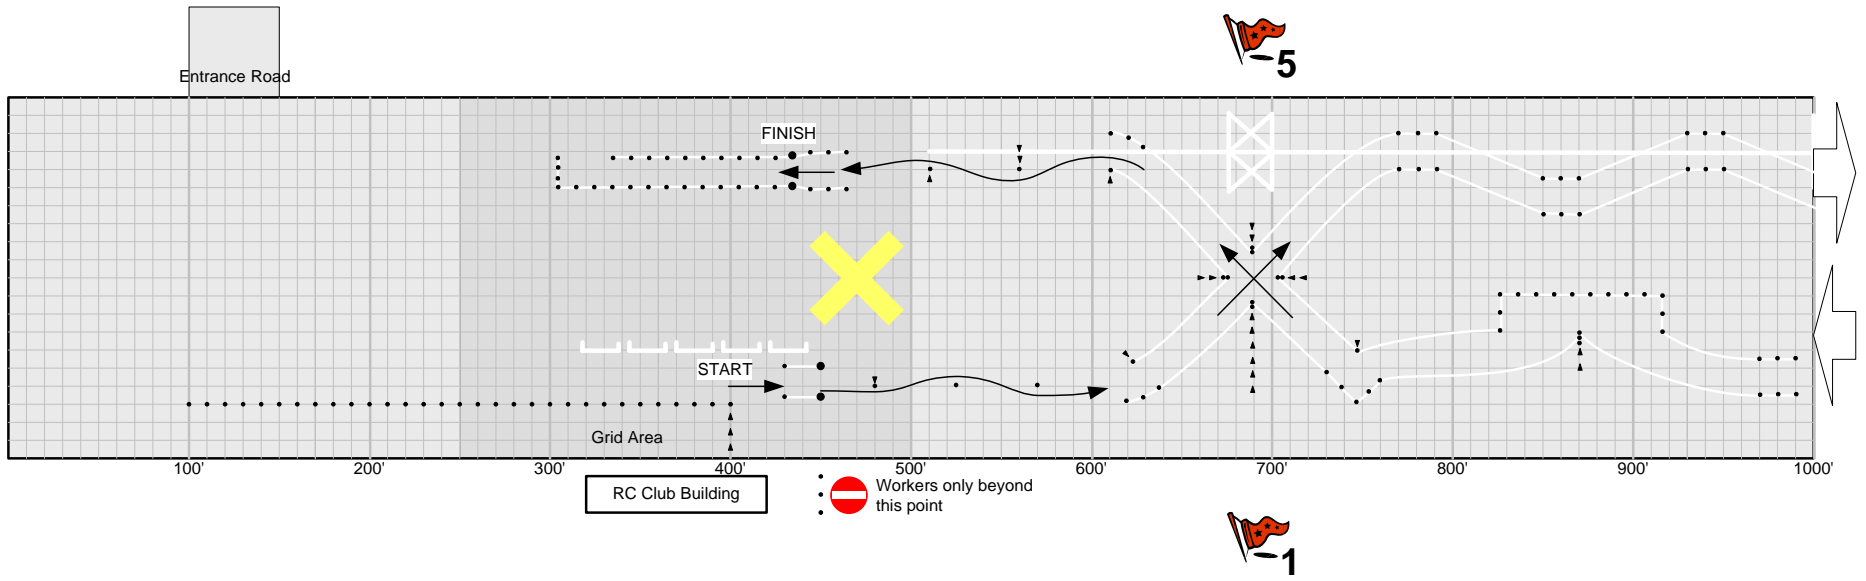 5
Entrance Road
FINISH
START
Grid Area
100'
200'
300'
400'
500'
600'
700'
800'
900'
1000'
RC Club Building
Workers only beyond
this point
1